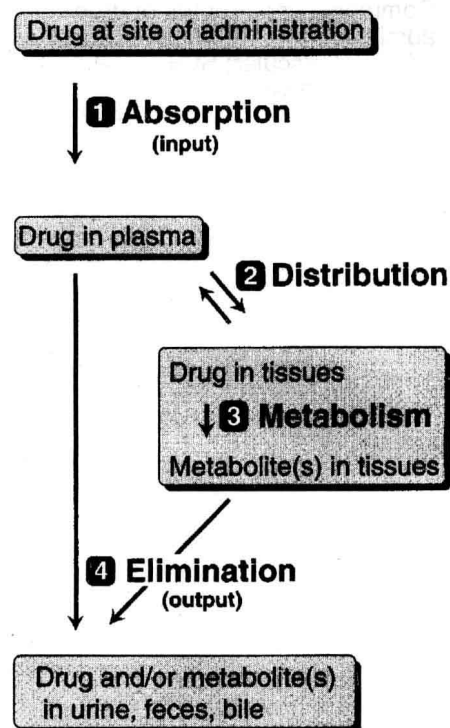 Drug at site of administration
1 Absorption
(input)
Drug in plasma
2 Distribution
Drug in tissues
3 Metabolism
Metabolite(s) in tissues
4 Elimination
(output)
Drug and/or metabolite(s)
in urine, feces, bile